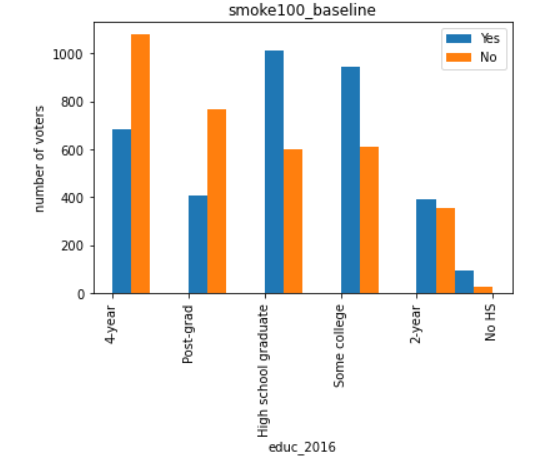 smoke100_baseline
Yes
No
number of voters
1000
800
600
400
200
0
4-year
Post-grad
High school graduate
Some college
2-year
No HS
educ_2016